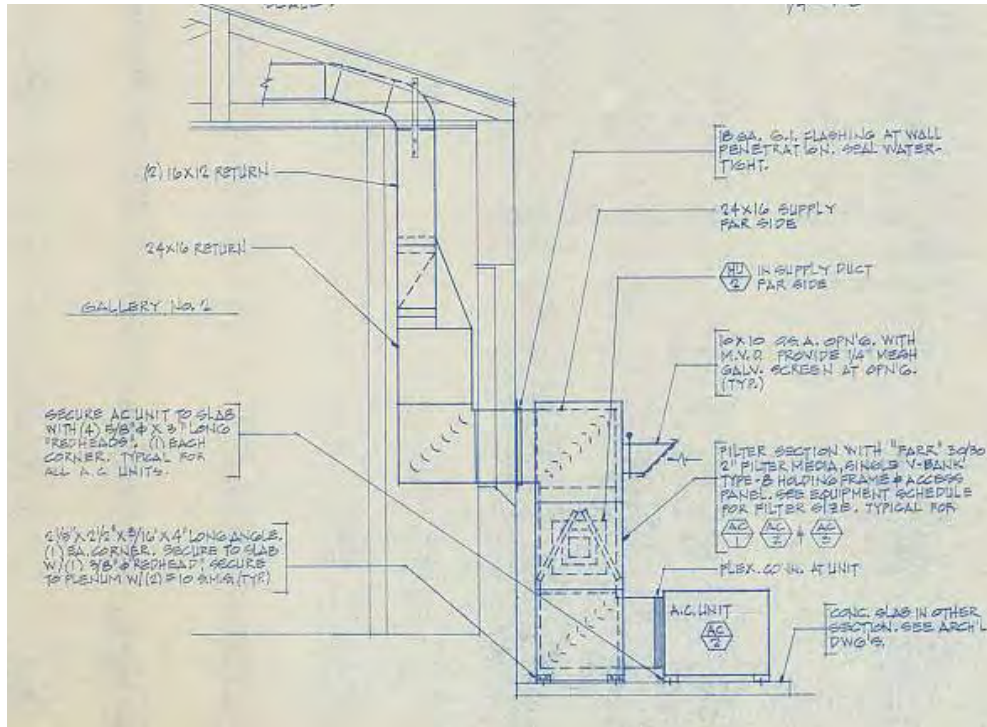 (2) 16X12 RETURN
24X16 RETURN
GALLERY NO. 2
SECURE AC UNIT TO SLAB
WITH (4) 5/8"ϕ X 3" LONG
"REDHEADS". (1) EACH
CORNER. TYPICAL FOR
ALL A.C. UNITS.
X 2 1/2" X 3/16" X 4" LONG ANGLE.
(1) EA. CORNER. SECURE TO SLAB
W/(1) 3/8"ϕ REDHEAD", SECURE
TO PLENUM W/(2) #10 S.M.S. (TYP.)
18 GA. G.I. FLASHING AT WALL
PENETRATION. SEAL WATER-
TIGHT.
24X16 SUPPLY
FAR SIDE
HU
2
IN SUPPLY DUCT
FAR SIDE
O.S.A. OPN'G. WITH
M.V.D. PROVIDE 1/4" MESH
GALV. SCREEN AT OPN'G.
(TYP.)
FILTER SECTION WITH "FARR" 30/30
2" FILTER MEDIA, SINGLE V-BANK
TYPE-8 HOLDING FRAME & ACCESS
PANEL. SEE EQUIPMENT SCHEDULE
FOR FILTER SIZE. TYPICAL FOR
AC
1
AC
2
&
AC
3
FLEX. CONN. AT UNIT
A.C. UNIT
AC
2
CONC. SLAB IN OTHER
SECTION. SEE ARCH'L
DWG'S.